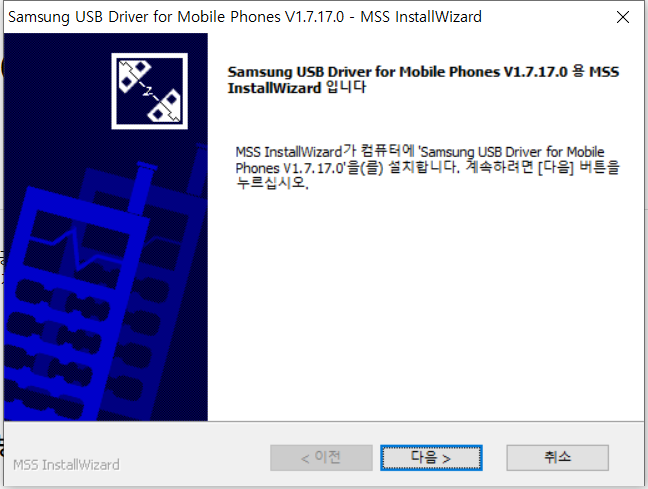 Samsung USB Driver for Mobile Phones V1.7.17.0 - MSS InstallWizard
Samsung USB Driver for Mobile Phones V1.7.17.0 용 MSS
InstallWizard 입니다
MSS InstallWizard가 컴퓨터에 'Samsung USB Driver for Mobile
Phones V1.7.17.0'을(를) 설치합니다. 계속하려면 [다음] 버튼을
누르십시오.
MSS InstallWizard
< 이전
다음 >
취소